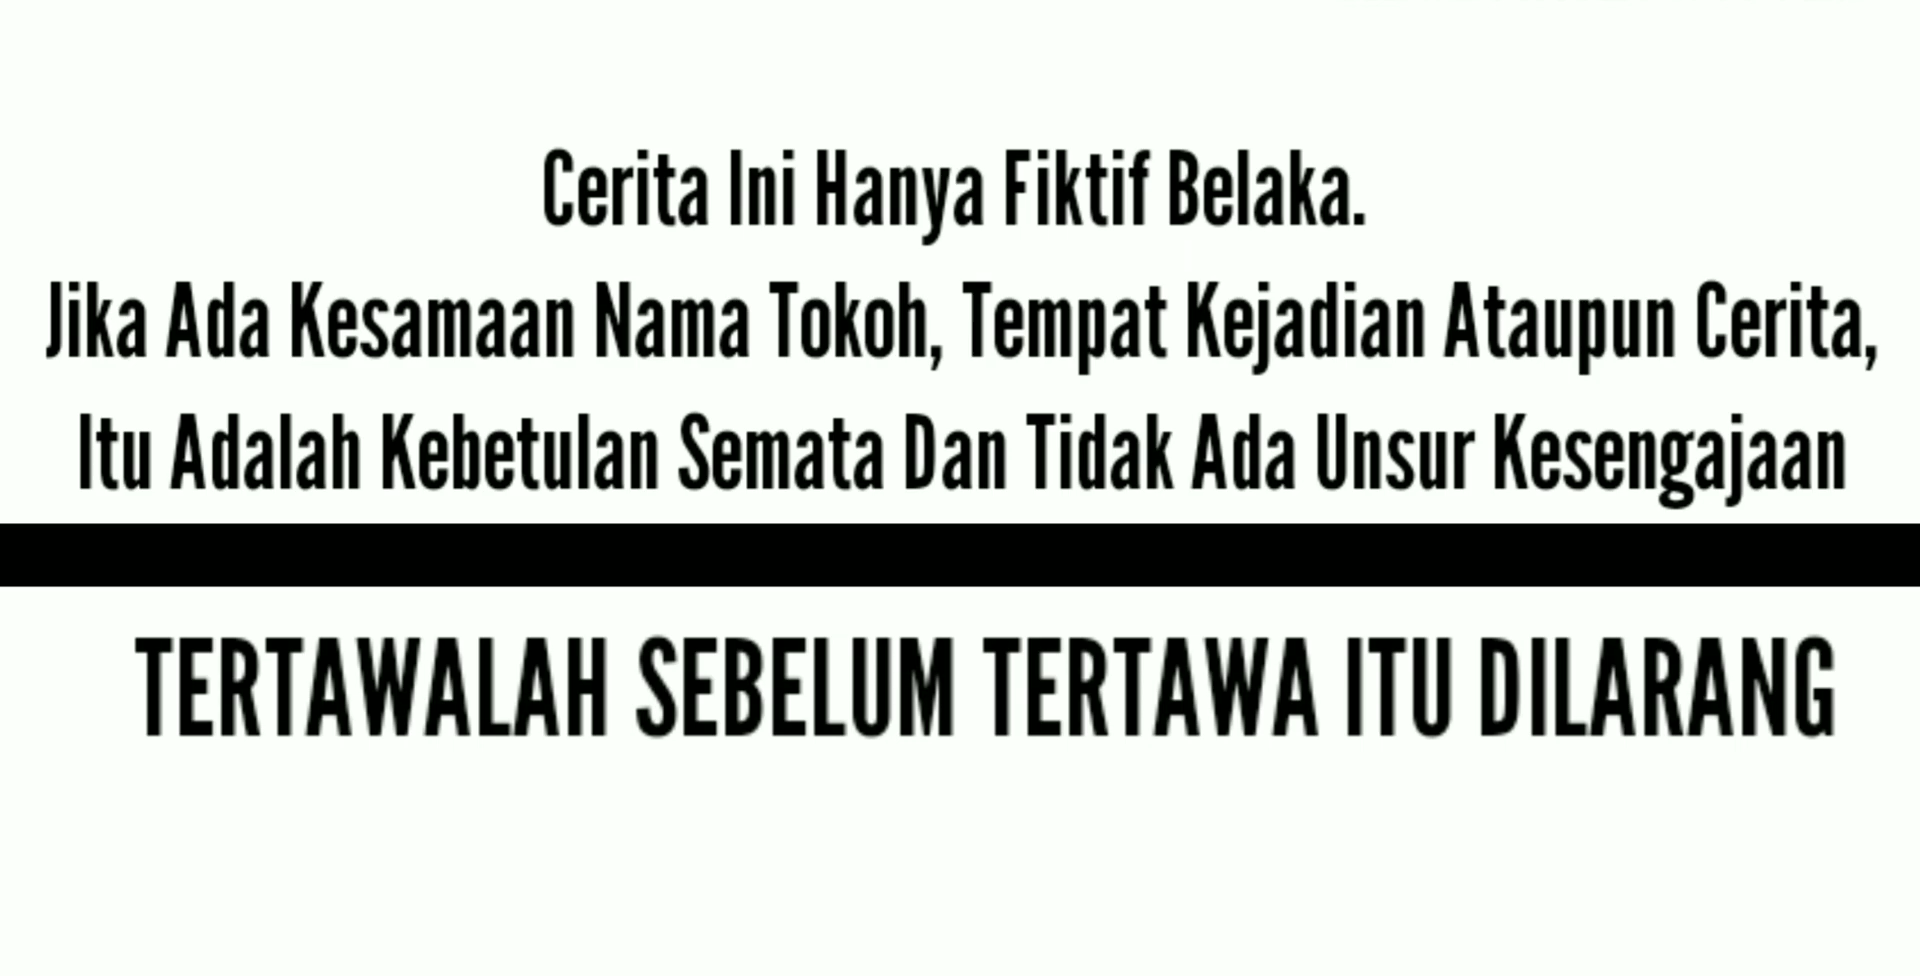 Cerita Ini Hanya Fiktif Belaka.
Jika Ada Kesamaan Nama Tokoh, Tempat Kejadian Ataupun Cerita,
Itu Adalah Kebetulan Semata Dan Tidak Ada Unsur Kesengajaan
TERTAWALAH SEBELUM TERTAWA ITU DILARANG